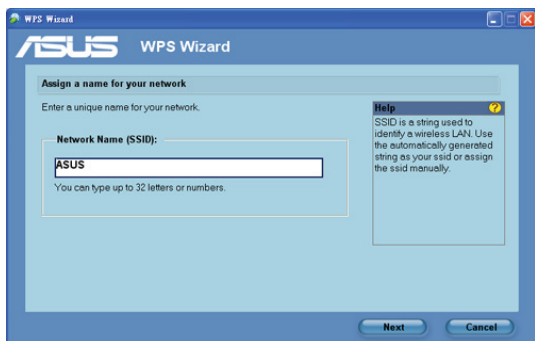 WPS Wizard
ASUS WPS Wizard
Assign a name for your network
Enter a unique name for your network.
Network Name (SSID):
ASUS
You can type up to 32 letters or numbers.
Help ?
SSID is a string used to
identify a wireless LAN. Use
the automatically generated
string as your ssid or assign
the ssid manually.
Next Cancel